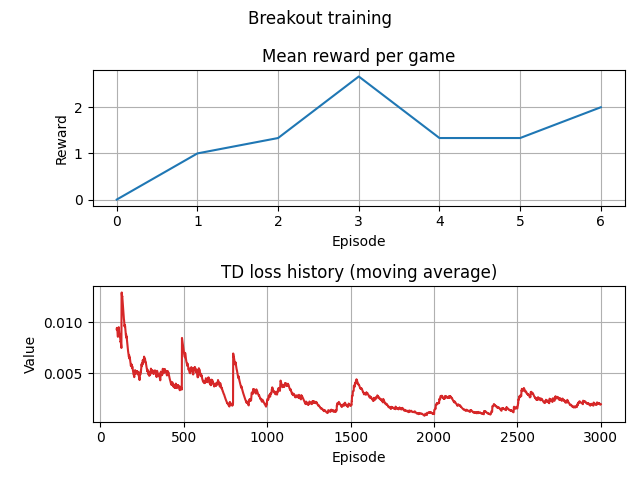 Breakout training
Mean reward per game
2
1
0
Reward
0 1 2 3 4 5 6
Episode
TD loss history (moving average)
0.010
0.005
Value
0 500 1000 1500 2000 2500 3000
Episode